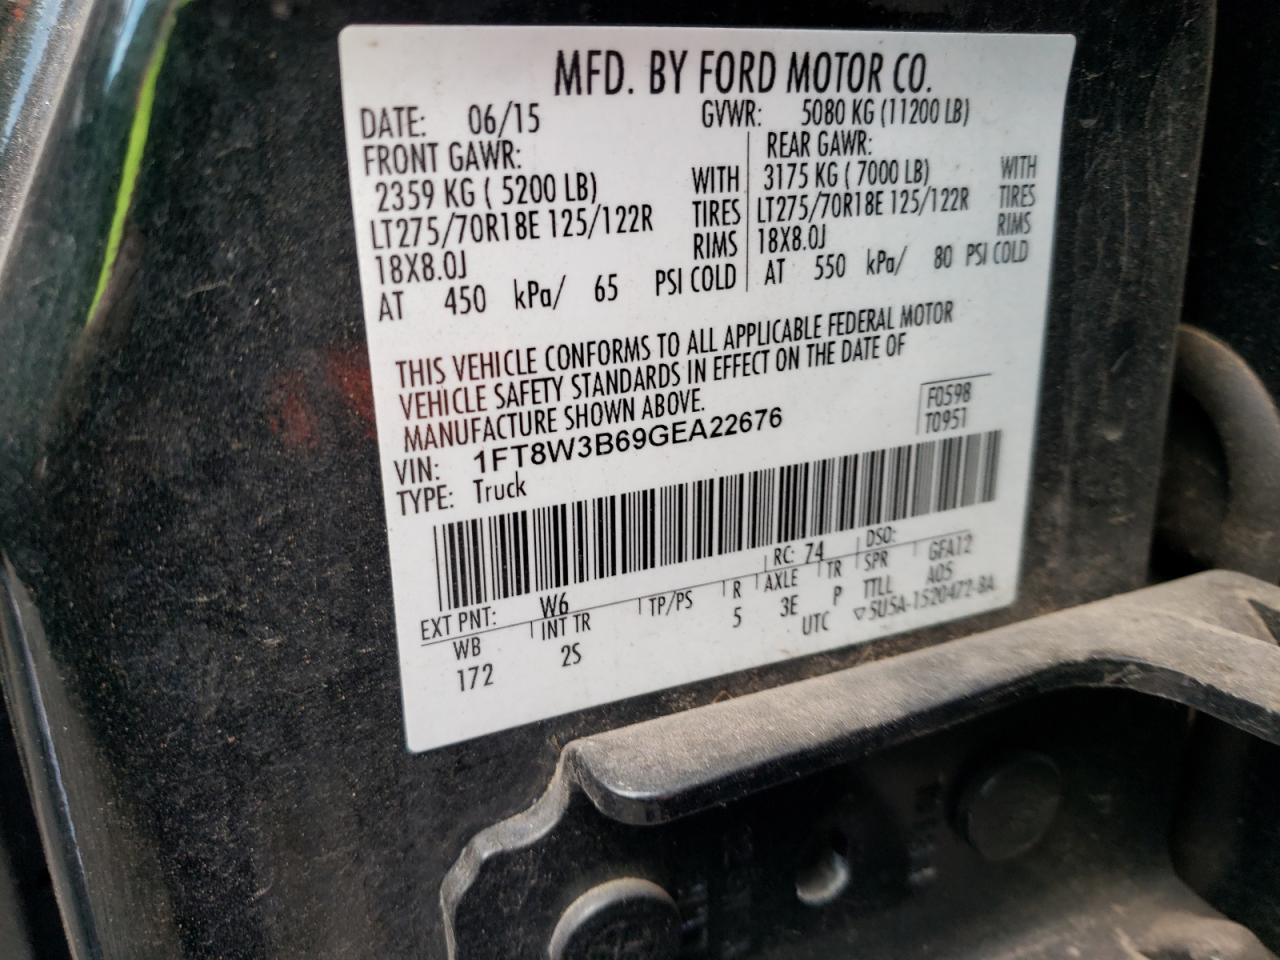 MFD. BY FORD MOTOR CO.
DATE: 06/15 GVWR: 5080 KG (11200 LB)
FRONT GAWR:
2359 KG ( 5200 LB) WITH
LT275/70R18E 125/122R TIRES
18X8.0J RIMS
AT 450 kPa/ 65 PSI COLD
REAR GAWR:
3175 KG ( 7000 LB) WITH
LT275/70R18E 125/122R TIRES
18X8.0J RIMS
AT 550 kPa/ 80 PSI COLD
THIS VEHICLE CONFORMS TO ALL APPLICABLE FEDERAL MOTOR
VEHICLE SAFETY STANDARDS IN EFFECT ON THE DATE OF
MANUFACTURE SHOWN ABOVE.
F0598
T0951
VIN: 1FT8W3B69GEA22676
TYPE: Truck
EXT PNT: W6 RC: 74 DSO:
WB INT TR TP/PS R AXLE TR SPR GFA12
172 2S 5 3E P TTLL A05
UTC ▽5U5A-1520472-BA